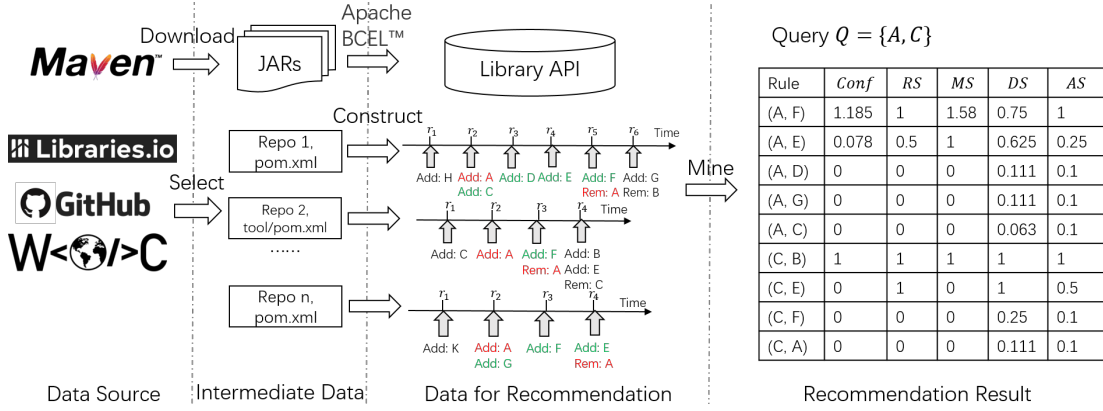 Maven™
Download
JARs
Apache
BCEL™
Library API
Libraries.io
GitHub
W</>C
Select
Repo 1,
pom.xml
Construct
r1 r2 r3 r4 r5 r6 Time
Add: H Add: A Add: D Add: E Add: F Add: G
Add: C Rem: A Rem: B
Repo 2,
tool/pom.xml
......
r1 r2 r3 r4 Time
Add: C Add: A Add: F Add: B
Rem: A Add: E
Rem: C
Repo n,
pom.xml
r1 r2 r3 r4 Time
Add: K Add: A Add: F Add: E
Add: G Rem: A
Mine
Query Q = {A, C}
Rule Conf RS MS DS AS
(A, F) 1.185 1 1.58 0.75 1
(A, E) 0.078 0.5 1 0.625 0.25
(A, D) 0 0 0 0.111 0.1
(A, G) 0 0 0 0.111 0.1
(A, C) 0 0 0 0.063 0.1
(C, B) 1 1 1 1 1
(C, E) 0 1 0 1 0.5
(C, F) 0 0 0 0.25 0.1
(C, A) 0 0 0 0.111 0.1
Data Source
Intermediate Data
Data for Recommendation
Recommendation Result